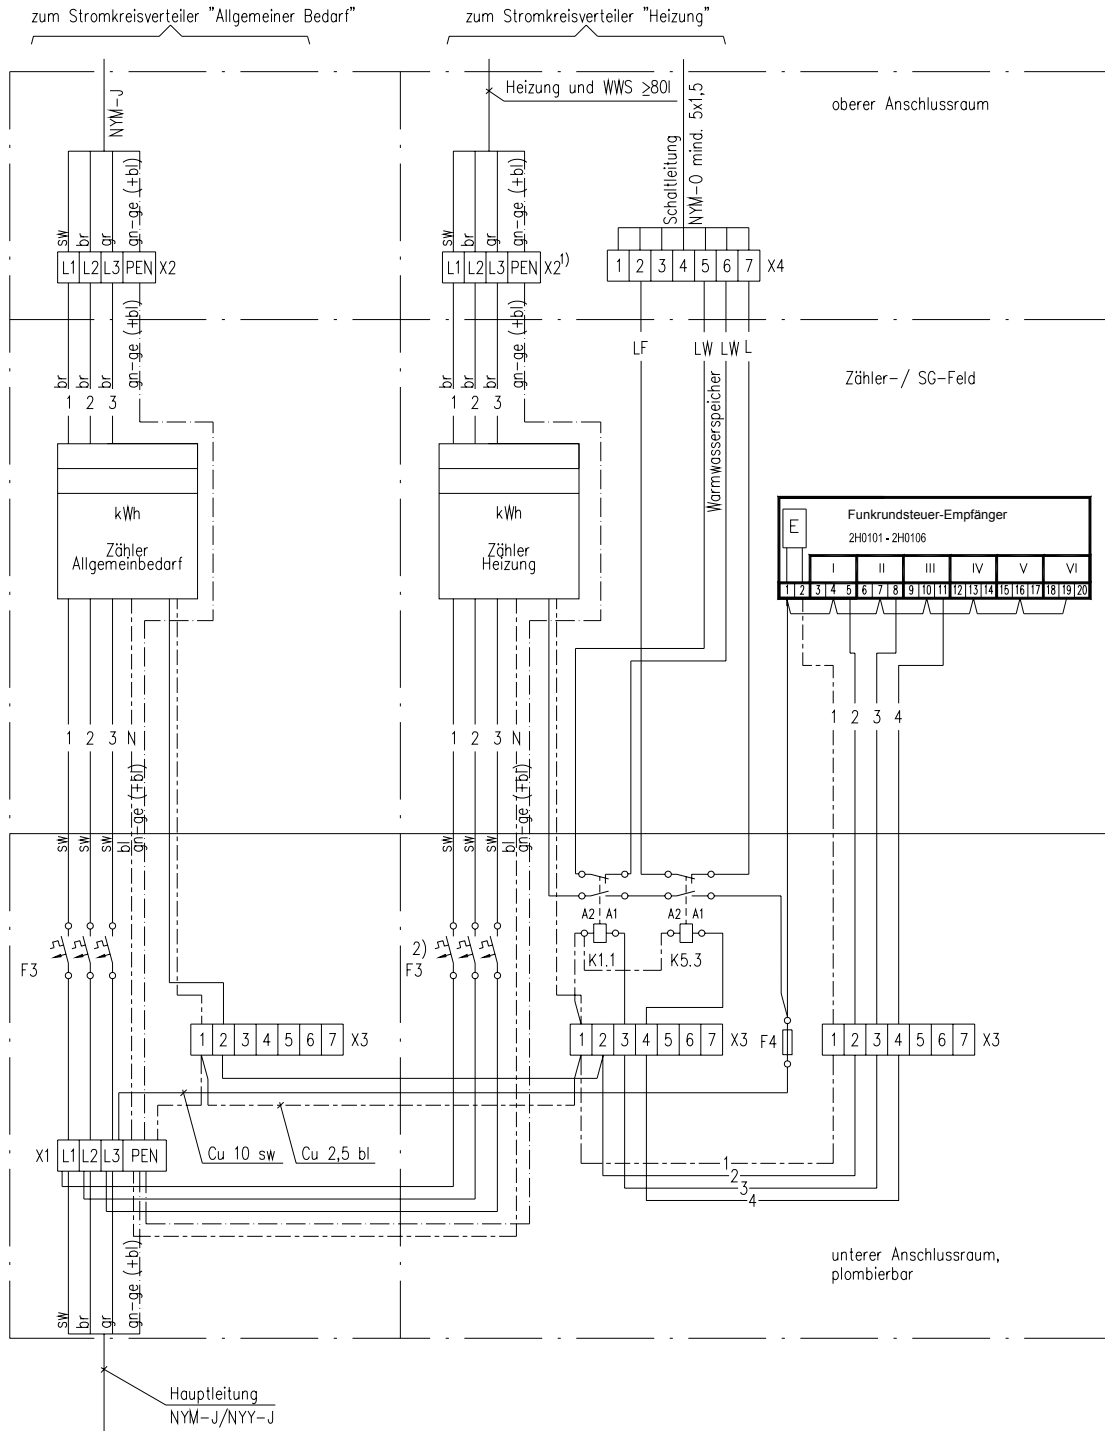 zum Stromkreisverteiler "Allgemeiner Bedarf"
zum Stromkreisverteiler "Heizung"
NYM-J
Heizung und WWS ≥80l
Schaltleitung
NYM-O mind. 5x1,5
oberer Anschlussraum
sw br gr gn-ge (+bl)
sw br gr gn-ge (+bl)
L1 L2 L3 PEN X2
L1 L2 L3 PEN X2 1)
1 2 3 4 5 6 7 X4
br br br gn-ge (+bl)
br br br gn-ge (+bl)
LF LW LW L
Warmwasserspeicher
Zähler-/ SG-Feld
1 2 3
1 2 3
kWh
Zähler
Allgemeinbedarf
kWh
Zähler
Heizung
E
Funkrundsteuer-Empfänger
2H0101 - 2H0106
I II III IV V VI
1 2 3 4 5 6 7 8 9 10 11 12 13 14 15 16 17 18 19 20
1 2 3 N
1 2 3 N
1 2 3 4
sw sw sw bl gn-ge (+bl)
sw sw sw bl gn-ge (+bl)
A2 A1
A2 A1
K1.1
K5.3
F3
2)
F3
1 2 3 4 5 6 7 X3
1 2 3 4 5 6 7 X3
F4
1 2 3 4 5 6 7 X3
X1 L1 L2 L3 PEN
Cu 10 sw
Cu 2,5 bl
1
2
3
4
sw br gr gn-ge (+bl)
unterer Anschlussraum,
plombierbar
Hauptleitung
NYM-J/NYY-J